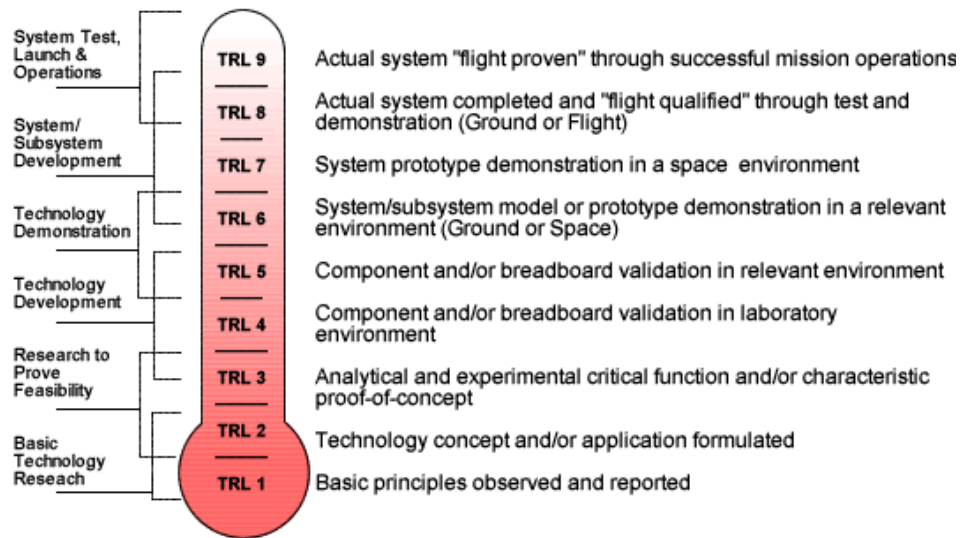 System Test,
Launch &
Operations
System/
Subsystem
Development
Technology
Demonstration
Technology
Development
Research to
Prove
Feasibility
Basic
Technology
Reseach
TRL 9
TRL 8
TRL 7
TRL 6
TRL 5
TRL 4
TRL 3
TRL 2
TRL 1
Actual system "flight proven" through successful mission operations
Actual system completed and "flight qualified" through test and
demonstration (Ground or Flight)
System prototype demonstration in a space environment
System/subsystem model or prototype demonstration in a relevant
environment (Ground or Space)
Component and/or breadboard validation in relevant environment
Component and/or breadboard validation in laboratory
environment
Analytical and experimental critical function and/or characteristic
proof-of-concept
Technology concept and/or application formulated
Basic principles observed and reported